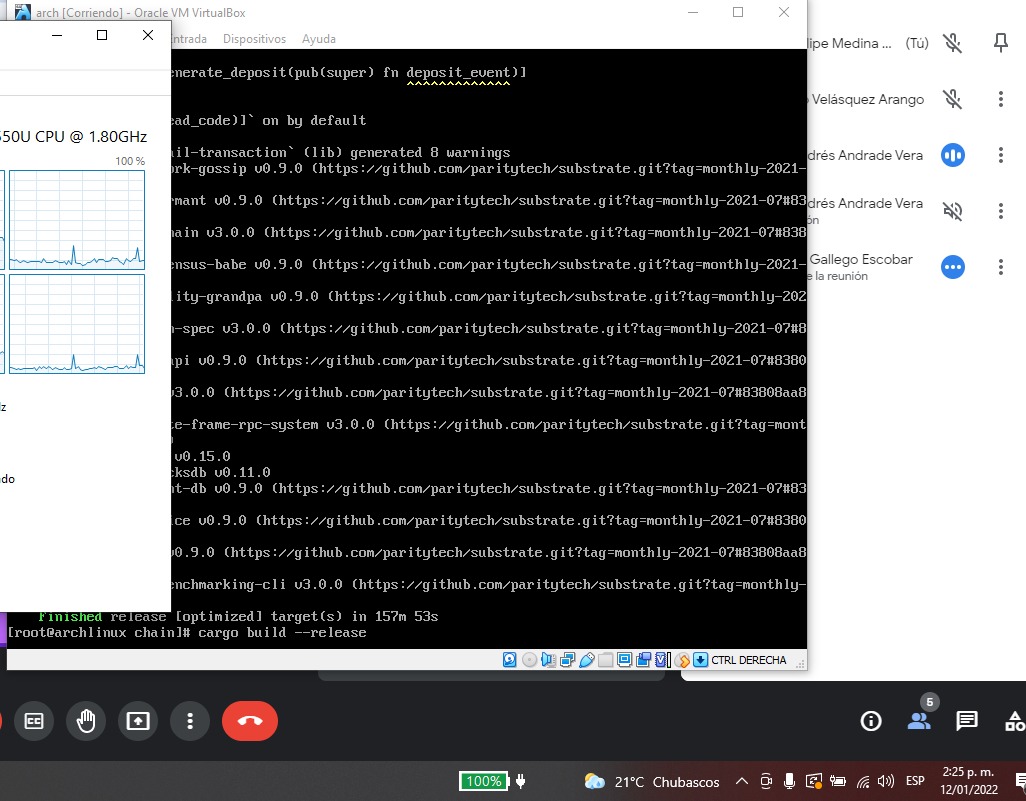 arch [Corriendo] - Oracle VM VirtualBox
Entrada Dispositivos Ayuda
enerate_deposit(pub(super) fn deposit_event)]
ead_code)]` on by default
ail-transaction` (lib) generated 8 warnings
ork-gossip v0.9.0 (https://github.com/paritytech/substrate.git?tag=monthly-2021-
rmant v0.9.0 (https://github.com/paritytech/substrate.git?tag=monthly-2021-07#83
hain v3.0.0 (https://github.com/paritytech/substrate.git?tag=monthly-2021-07#838
ensus-babe v0.9.0 (https://github.com/paritytech/substrate.git?tag=monthly-2021-
lity-grandpa v0.9.0 (https://github.com/paritytech/substrate.git?tag=monthly-202
n-spec v3.0.0 (https://github.com/paritytech/substrate.git?tag=monthly-2021-07#8
api v0.9.0 (https://github.com/paritytech/substrate.git?tag=monthly-2021-07#8380
v3.0.0 (https://github.com/paritytech/substrate.git?tag=monthly-2021-07#83808aa8
te-frame-rpc-system v3.0.0 (https://github.com/paritytech/substrate.git?tag=mont
v0.15.0
cksdb v0.11.0
nt-db v0.9.0 (https://github.com/paritytech/substrate.git?tag=monthly-2021-07#83
ice v0.9.0 (https://github.com/paritytech/substrate.git?tag=monthly-2021-07#8380
v0.9.0 (https://github.com/paritytech/substrate.git?tag=monthly-2021-07#83808aa8
enchmarking-cli v3.0.0 (https://github.com/paritytech/substrate.git?tag=monthly-
Finished release [optimized] target(s) in 157m 53s
[root@archlinux chain]# cargo build --release
CTRL DERECHA
550U CPU @ 1.80GHz
100 %
lz
do
lipe Medina ... (Tú)
Velásquez Arango
drés Andrade Vera
drés Andrade Vera
ón
Gallego Escobar
e la reunión
CC
5
100%
21°C Chubascos
ESP
2:25 p. m.
12/01/2022